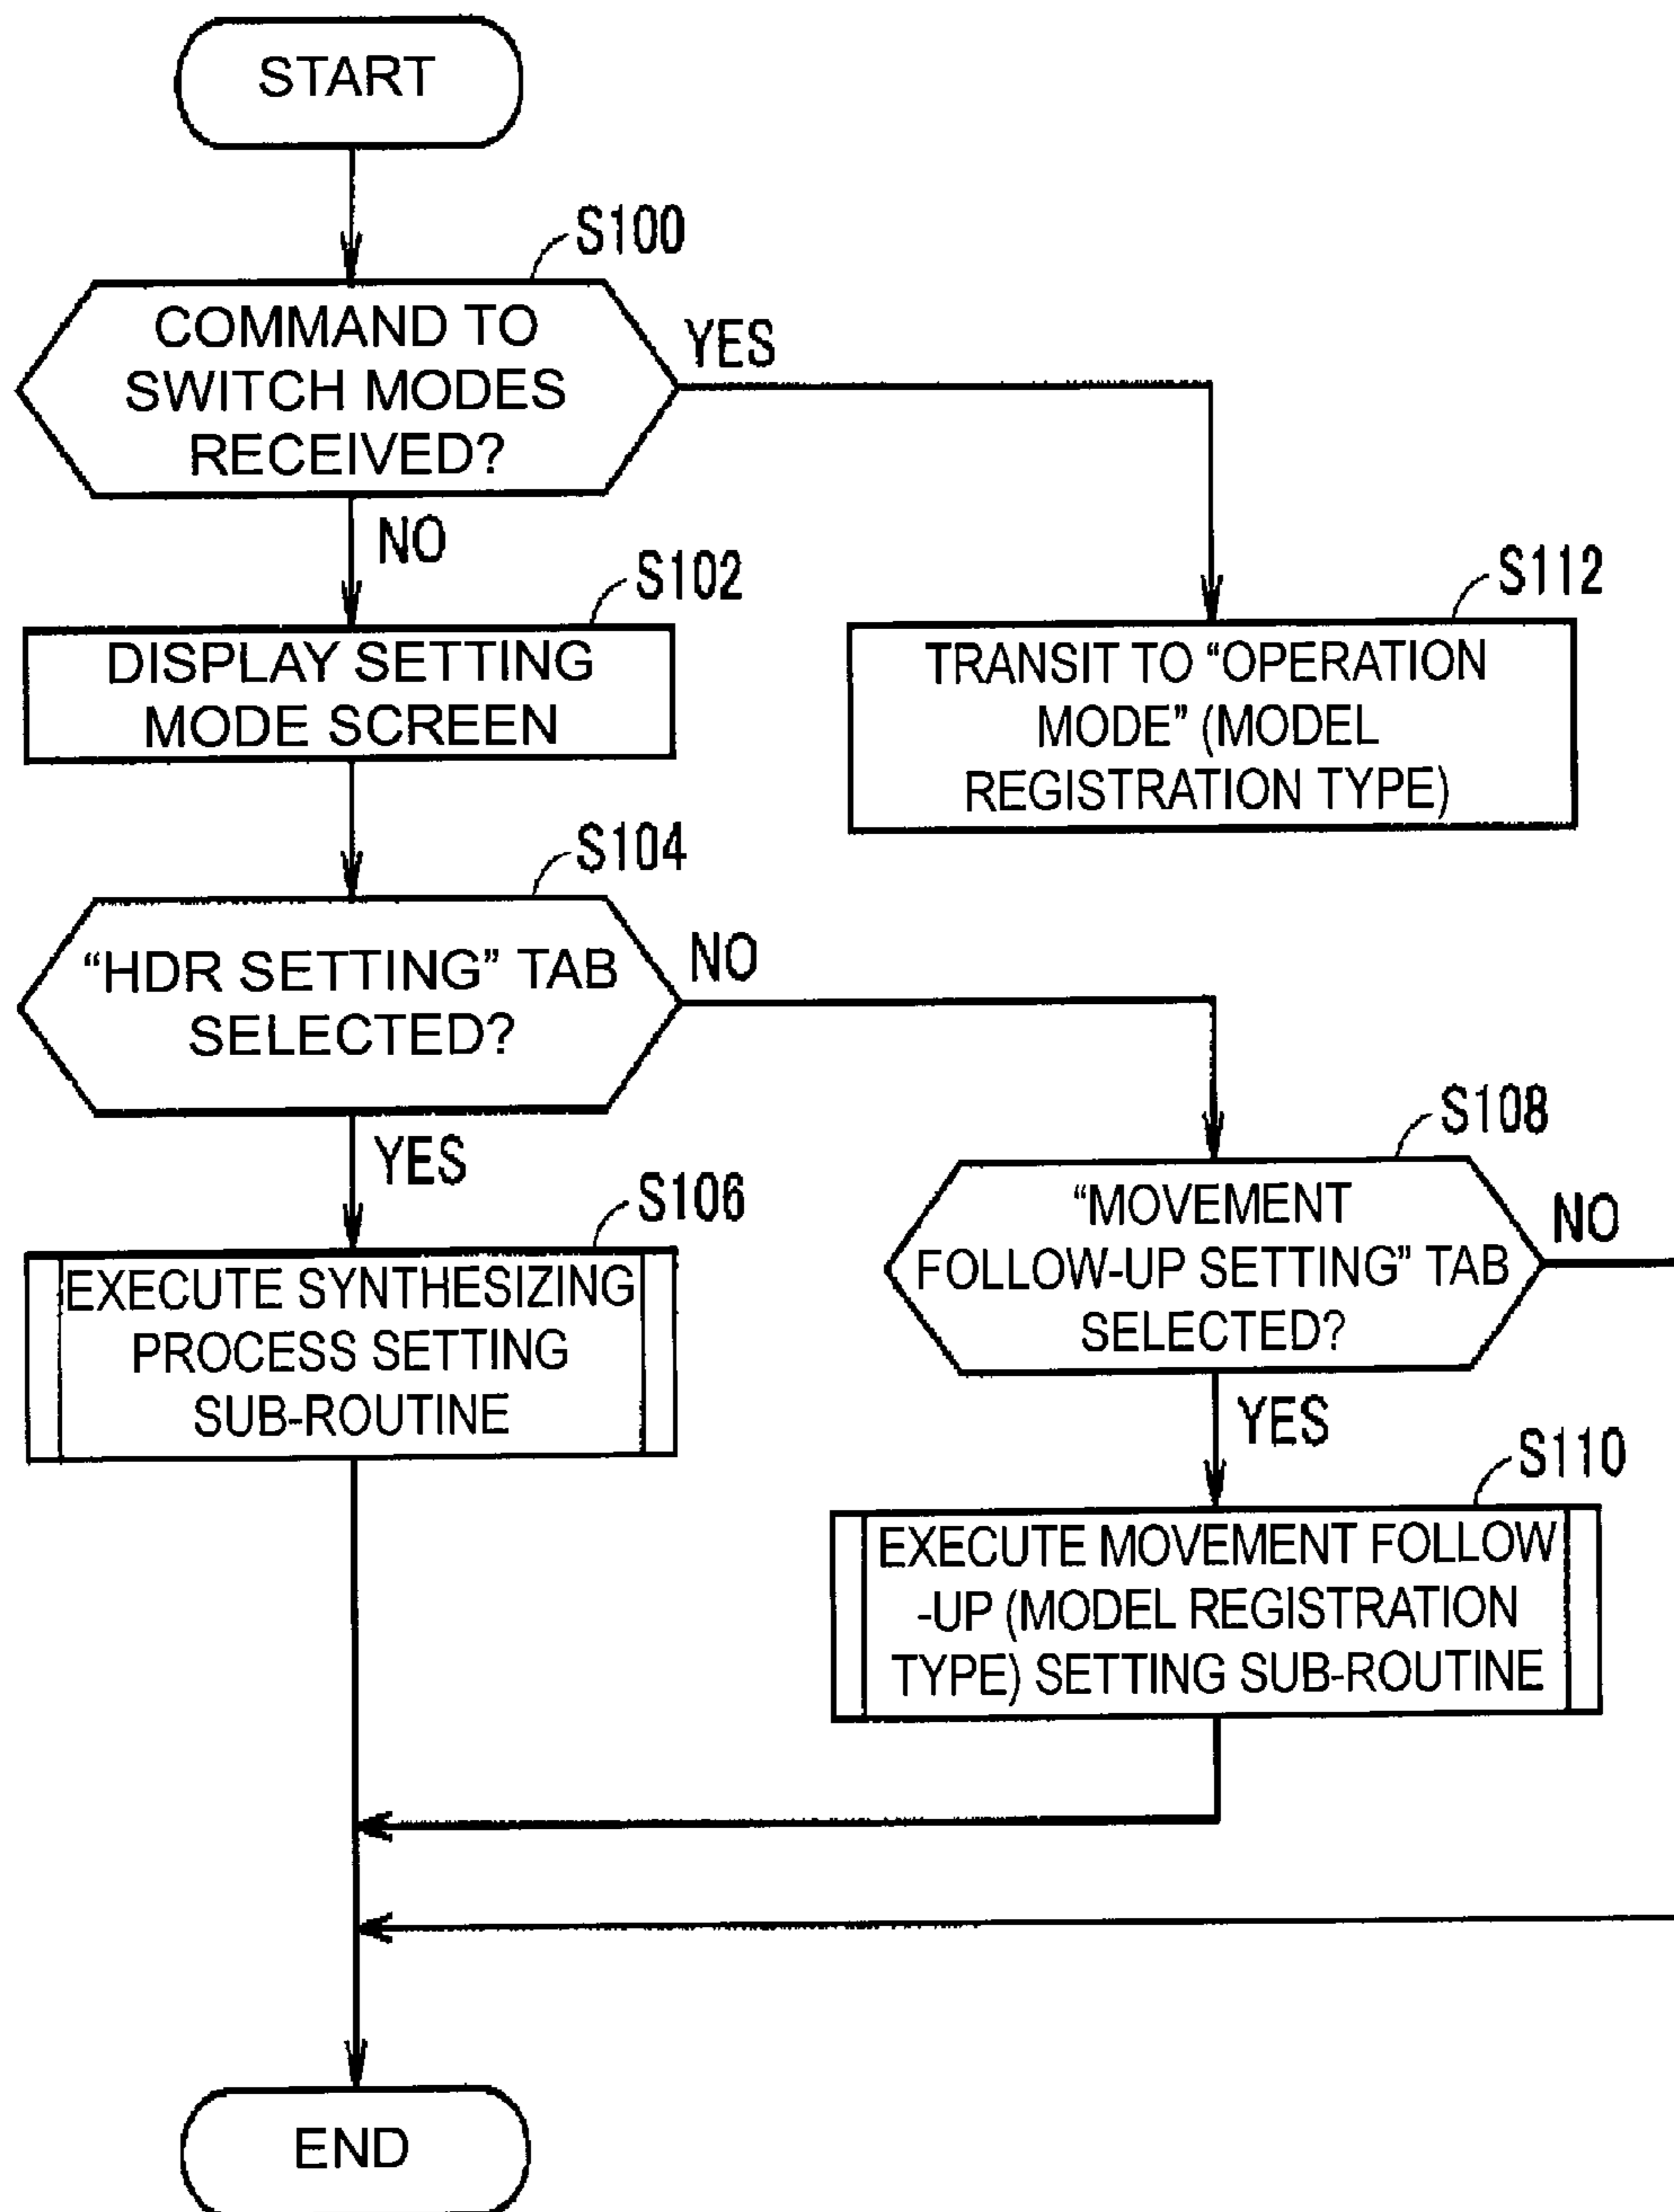 START
S100
COMMAND TO
SWITCH MODES
RECEIVED?
YES
NO
S102
DISPLAY SETTING
MODE SCREEN
S112
TRANSIT TO “OPERATION
MODE” (MODEL
REGISTRATION TYPE)
S104
“HDR SETTING” TAB
SELECTED?
NO
YES
S108
“MOVEMENT
FOLLOW-UP SETTING” TAB
SELECTED?
NO
YES
S106
EXECUTE SYNTHESIZING
PROCESS SETTING
SUB-ROUTINE
S110
EXECUTE MOVEMENT FOLLOW
-UP (MODEL REGISTRATION
TYPE) SETTING SUB-ROUTINE
END